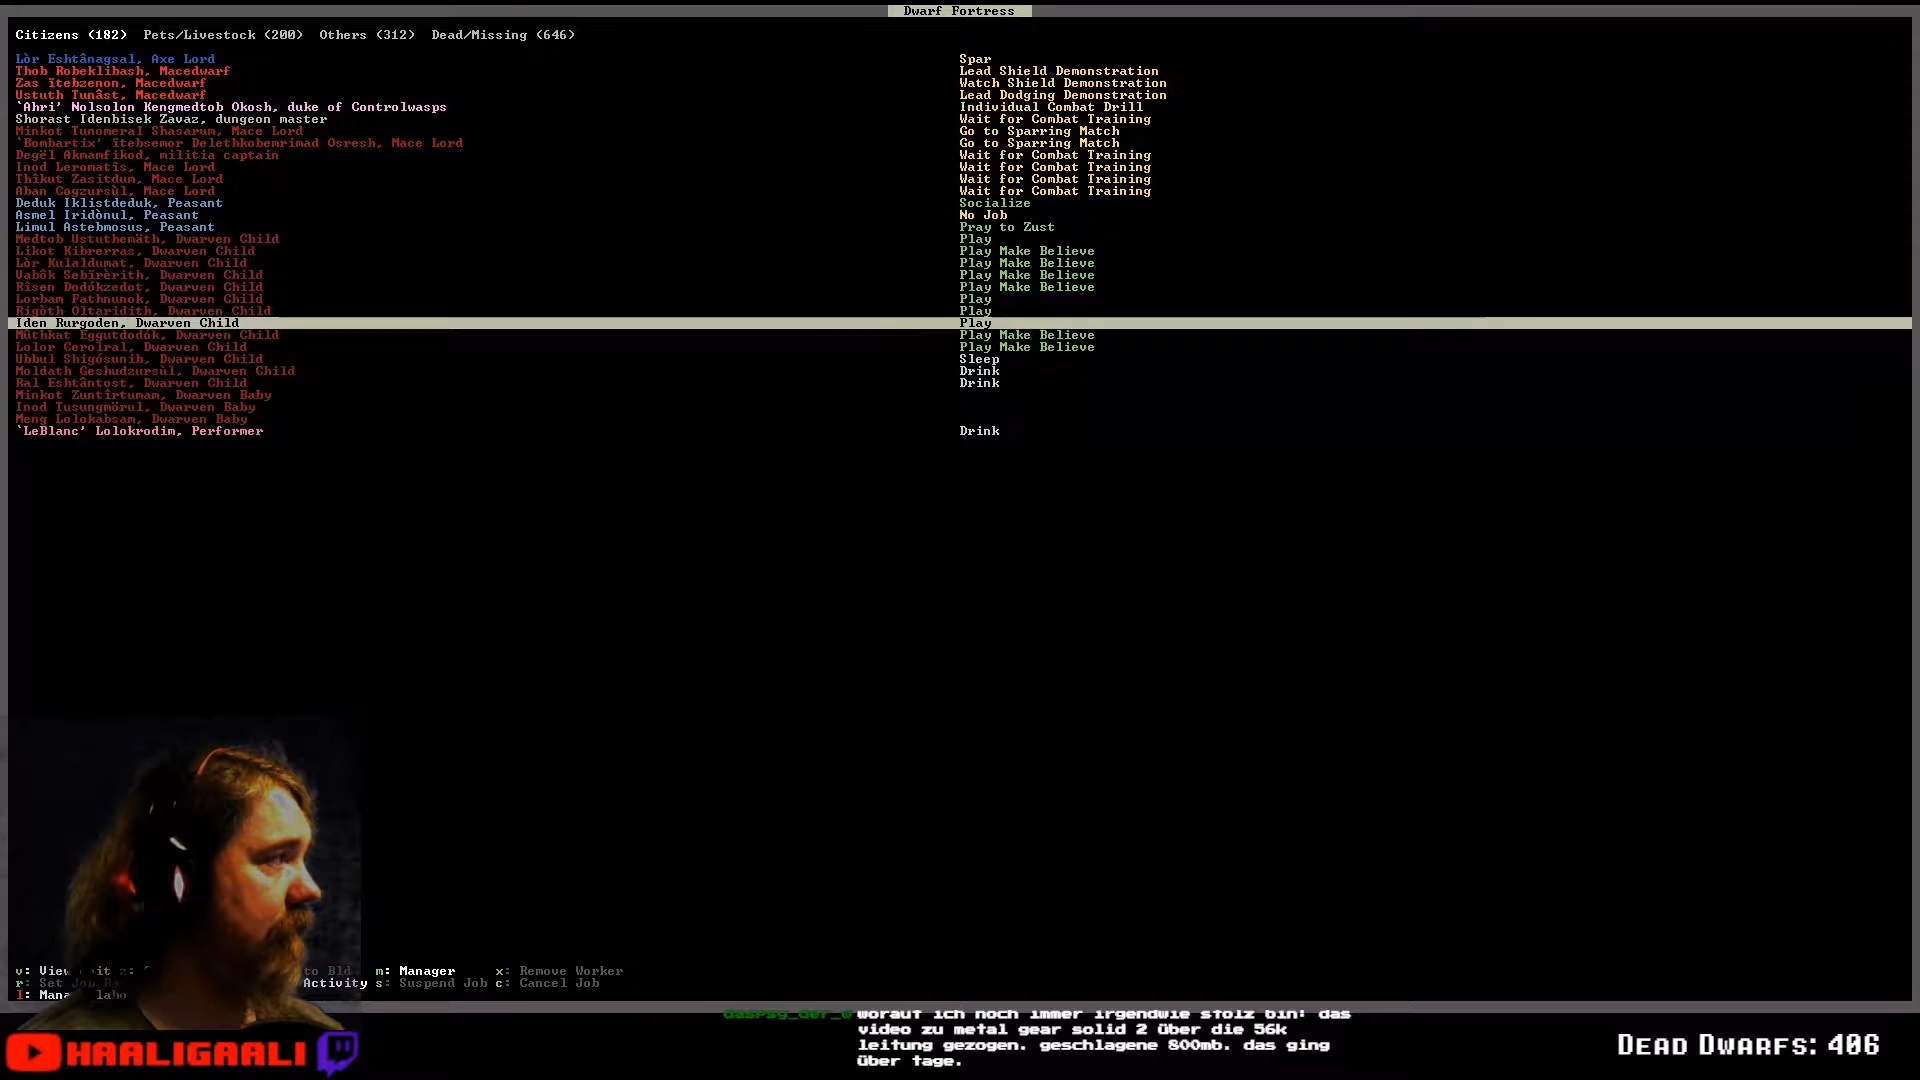 Dwarf Fortress
Citizens (182) Pets/Livestock (200) Others (312) Dead/Missing (646)
Lòr Eshtânagsal, Axe Lord Spar
Thob Robeklibash, Macedwarf Lead Shield Demonstration
Zas ïtebzenon, Macedwarf Watch Shield Demonstration
Ustuth Tunâst, Macedwarf Lead Dodging Demonstration
`Ahri' Nolsolon Kengmedtob Okosh, duke of Controlwasps Individual Combat Drill
Shorast Idenbisek Zavaz, dungeon master Wait for Combat Training
Minkot Tunomeral Shasarum, Mace Lord Go to Sparring Match
`Bombartix' ïtebsemor Delethkobemrimad Osresh, Mace Lord Go to Sparring Match
Degël Akmamfikod, militia captain Wait for Combat Training
Inod Leromatîs, Mace Lord Wait for Combat Training
Thîkut Zasitdum, Mace Lord Wait for Combat Training
Aban Cogzursùl, Mace Lord Wait for Combat Training
Deduk Iklistdeduk, Peasant Socialize
Asmel Iridònul, Peasant No Job
Limul Astebmosus, Peasant Pray to Zust
Medtob Ustuthemäth, Dwarven Child Play
Likot Kibrerras, Dwarven Child Play Make Believe
Lòr Kulaldumat, Dwarven Child Play Make Believe
Vabôk Sebïrèrith, Dwarven Child Play Make Believe
Rîsen Dodókzedot, Dwarven Child Play Make Believe
Lorbam Fathnunok, Dwarven Child Play
Rigòth Oltaridith, Dwarven Child Play
Iden Rurgoden, Dwarven Child Play
Mûthkat Eggutdodók, Dwarven Child Play Make Believe
Lolor Cerolral, Dwarven Child Play Make Believe
Ubbul Shigósunib, Dwarven Child Sleep
Moldath Geshudzursùl, Dwarven Child Drink
Ral Eshtântost, Dwarven Child Drink
Minkot Zuntîrtumam, Dwarven Baby
Inod Tusungmörul, Dwarven Baby
Meng Lolokabsam, Dwarven Baby
`LeBlanc' Lolokrodim, Performer Drink
v: View to Bld m: Manager x: Remove Worker
r: Set Activity s: Suspend Job c: Cancel Job
l: labo
worauf ich noch immer irgendwie stolz bin: das
video zu metal gear solid 2 über die 56k
leitung gezogen. geschlagene 800mb. das ging
über tage.
HAALIGAALI
Dead Dwarfs: 406